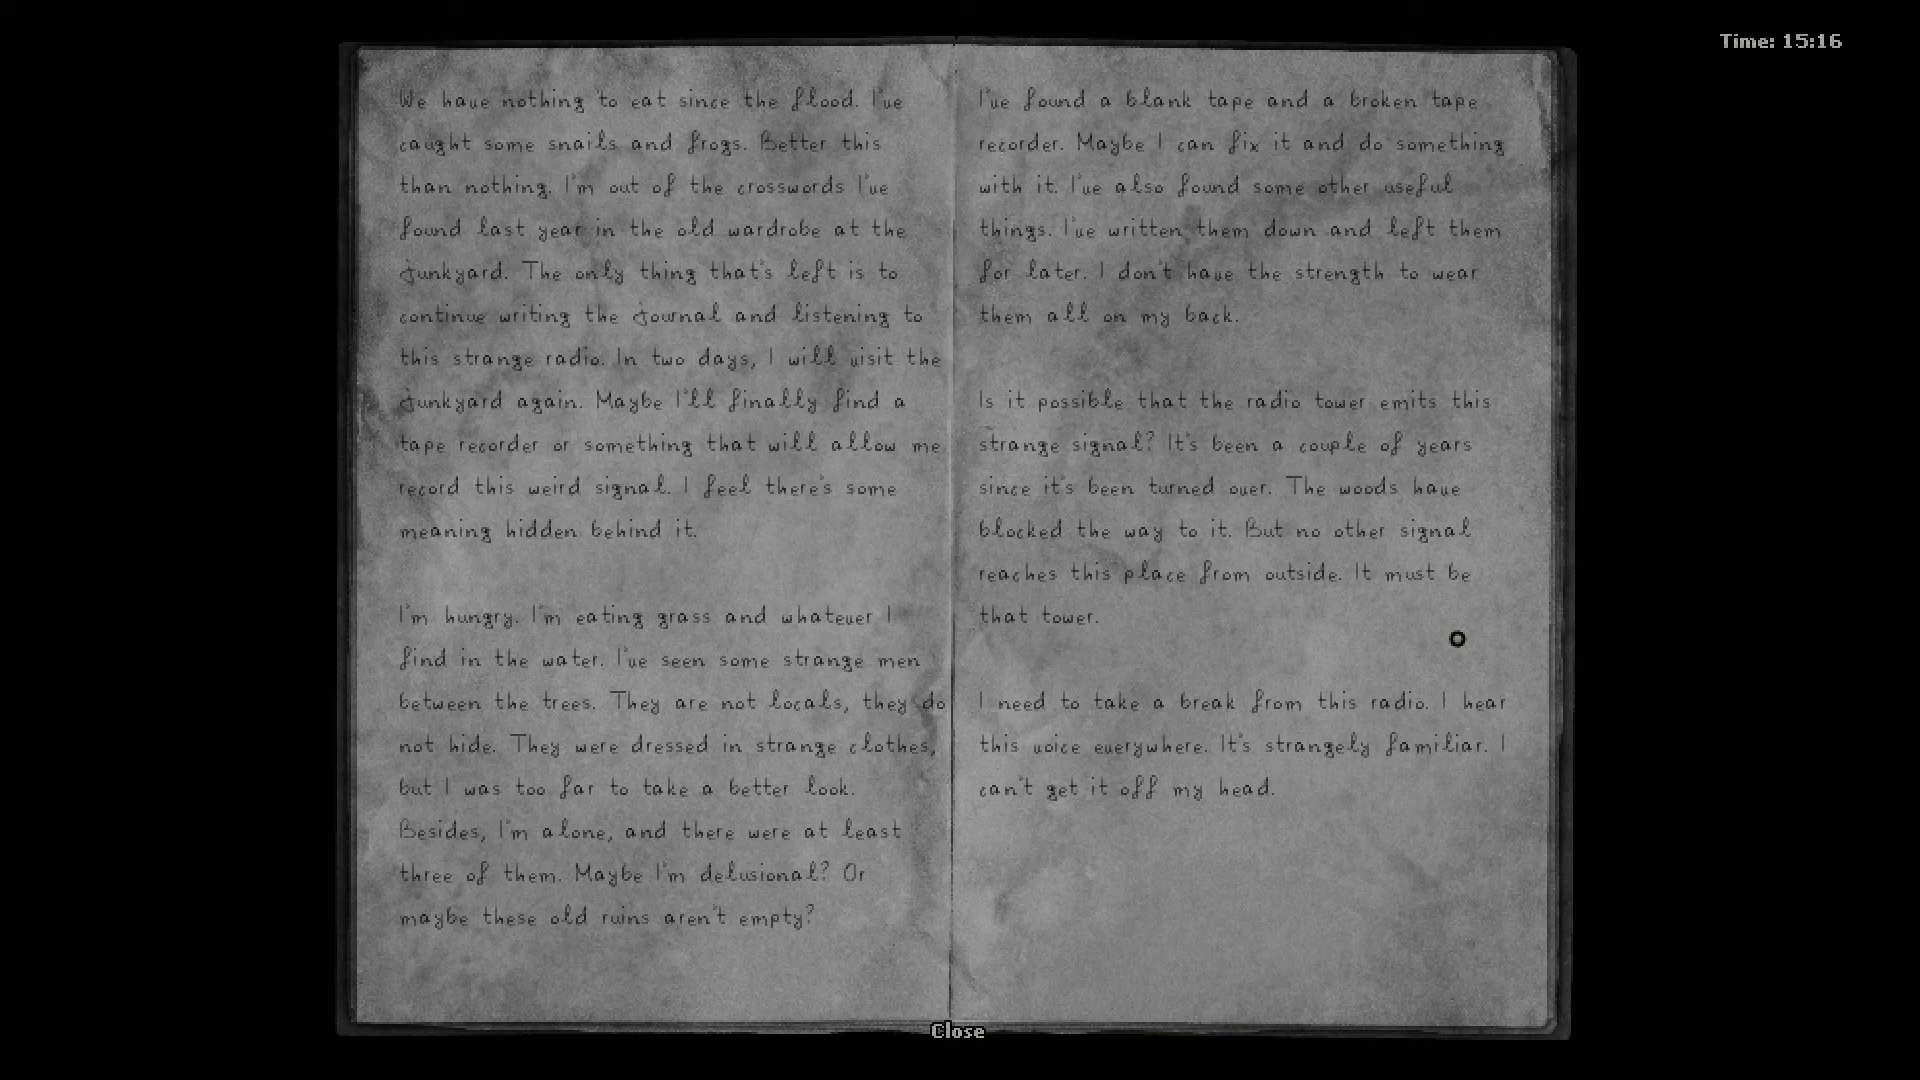 Time: 15:16
We have nothing to eat since the flood. I've
caught some snails and frogs. Better this
than nothing. I'm out of the crosswords I've
found last year in the old wardrobe at the
junkyard. The only thing that's left is to
continue writing the journal and listening to
this strange radio. In two days, I will visit the
junkyard again. Maybe I'll finally find a
tape recorder or something that will allow me
record this weird signal. I feel there's some
meaning hidden behind it.
I'm hungry. I'm eating grass and whatever I
find in the water. I've seen some strange men
between the trees. They are not locals, they do
not hide. They were dressed in strange clothes,
but I was too far to take a better look.
Besides, I'm alone, and there were at least
three of them. Maybe I'm delusional? Or
maybe these old ruins aren't empty?
I've found a blank tape and a broken tape
recorder. Maybe I can fix it and do something
with it. I've also found some other useful
things. I've written them down and left them
for later. I don't have the strength to wear
them all on my back.
Is it possible that the radio tower emits this
strange signal? It's been a couple of years
since it's been turned over. The woods have
blocked the way to it. But no other signal
reaches this place from outside. It must be
that tower.
I need to take a break from this radio. I hear
this voice everywhere. It's strangely familiar. I
can't get it off my head.
Close